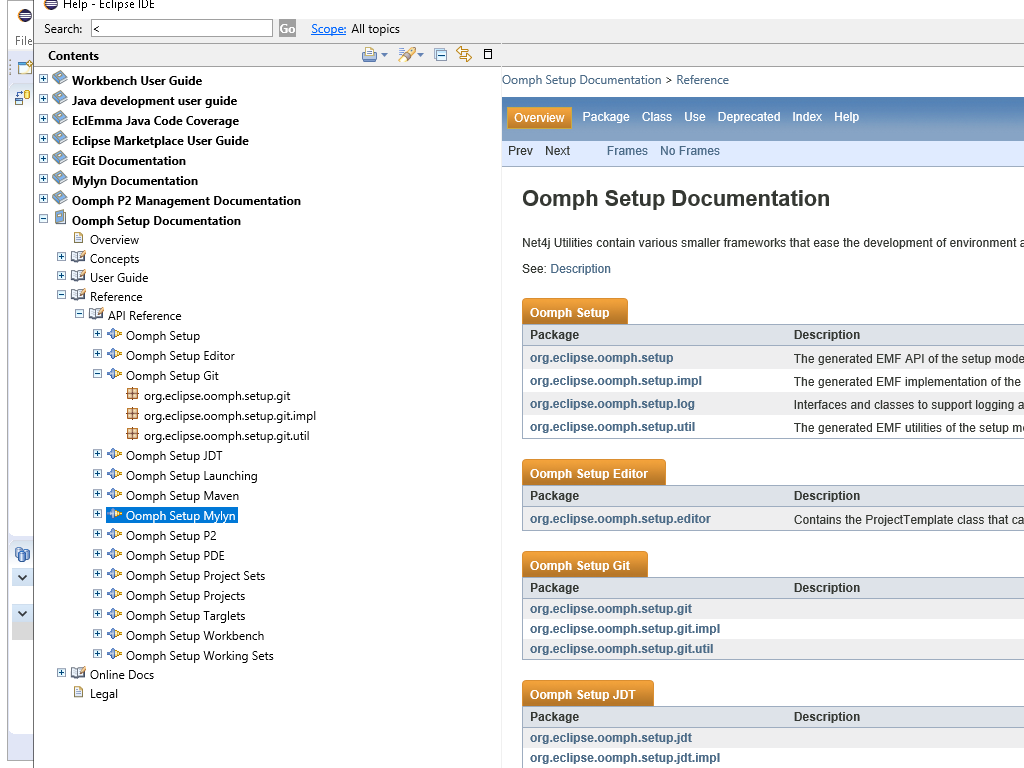 Help - Eclipse IDE
File
Search: < Go Scope: All topics
Contents
Workbench User Guide
Java development user guide
EclEmma Java Code Coverage
Eclipse Marketplace User Guide
EGit Documentation
Mylyn Documentation
Oomph P2 Management Documentation
Oomph Setup Documentation
Overview
Concepts
User Guide
Reference
API Reference
Oomph Setup
Oomph Setup Editor
Oomph Setup Git
org.eclipse.oomph.setup.git
org.eclipse.oomph.setup.git.impl
org.eclipse.oomph.setup.git.util
Oomph Setup JDT
Oomph Setup Launching
Oomph Setup Maven
Oomph Setup Mylyn
Oomph Setup P2
Oomph Setup PDE
Oomph Setup Project Sets
Oomph Setup Projects
Oomph Setup Targlets
Oomph Setup Workbench
Oomph Setup Working Sets
Online Docs
Legal
Oomph Setup Documentation > Reference
Overview Package Class Use Deprecated Index Help
Prev Next Frames No Frames
Oomph Setup Documentation
Net4j Utilities contain various smaller frameworks that ease the development of environment a
See: Description
Oomph Setup
Package Description
org.eclipse.oomph.setup The generated EMF API of the setup mode
org.eclipse.oomph.setup.impl The generated EMF implementation of the
org.eclipse.oomph.setup.log Interfaces and classes to support logging a
org.eclipse.oomph.setup.util The generated EMF utilities of the setup m
Oomph Setup Editor
Package Description
org.eclipse.oomph.setup.editor Contains the ProjectTemplate class that ca
Oomph Setup Git
Package Description
org.eclipse.oomph.setup.git
org.eclipse.oomph.setup.git.impl
org.eclipse.oomph.setup.git.util
Oomph Setup JDT
Package Description
org.eclipse.oomph.setup.jdt
org.eclipse.oomph.setup.jdt.impl